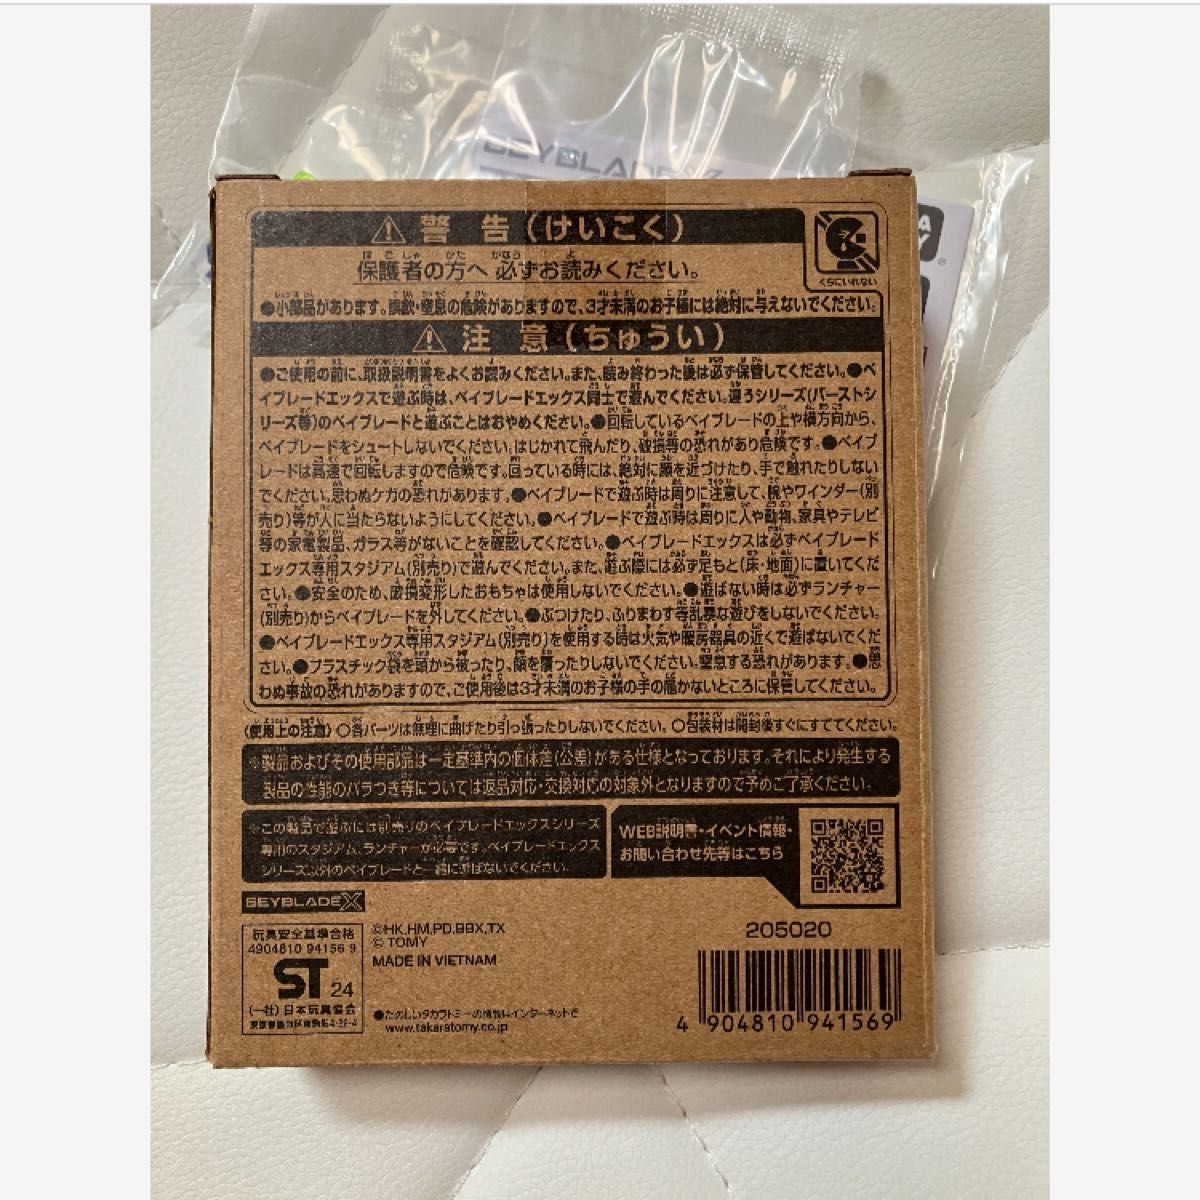 BEYBLADE X
警告(けいこく)
保護者の方へ 必ずお読みください。
くちにいれない
●小部品があります。誤飲・窒息の危険がありますので、3才未満のお子様には絶対に与えないでください。
注意(ちゅうい)
●ご使用の前に、取扱説明書をよくお読みください。また、読み終わった後は必ず保管してください。●ベ
イブレードエックスで遊ぶ時は、ベイブレードエックス同士で遊んでください。違うシリーズ(バーストシ
リーズ等)のベイブレードと遊ぶことはおやめください。●回転しているベイブレードの上や横方向から、
ベイブレードをシュートしないでください。はじかれて飛んだり、破損等の恐れがあり危険です。●ベイブ
レードは高速で回転しますので危険です。回っている時には、絶対に顔を近づけたり、手で触れたりしない
でください。思わぬケガの恐れがあります。●ベイブレードで遊ぶ時は周りに注意して、腕やワインダー(別
売り)等が人に当たらないようにしてください。●ベイブレードで遊ぶ時は周りに人や動物、家具やテレビ
等の家電製品、ガラス等がないことを確認してください。●ベイブレードエックスは必ずベイブレード
エックス専用スタジアム(別売り)で遊んでください。また、遊ぶ際には必ず足もと(床・地面)に置いてくだ
さい。●安全のため、破損変形したおもちゃは使用しないでください。●遊ばない時は必ずランチャー
(別売り)からベイブレードを外してください。●ぶつけたり、ふりまわす等乱暴な遊びをしないでください。
●ベイブレードエックス専用スタジアム(別売り)を使用する時は火気や暖房器具の近くで遊ばないでくだ
さい。●プラスチック袋を頭から被ったり、顔を覆ったりしないでください。窒息する恐れがあります。●思
わぬ事故の恐れがありますので、ご使用後は3才未満のお子様の手の届かないところに保管してください。
〈使用上の注意〉○各パーツは無理に曲げたり引っ張ったりしないでください。○包装材は開封後すぐにすててください。
※製品およびその使用部品は一定基準内の個体差(公差)がある仕様となっております。それにより発生する
製品の性能のバラつき等については返品対応・交換対応の対象外となりますので予めご了承ください。
※この製品で遊ぶには別売りのベイブレードエックスシリーズ
専用のスタジアム、ランチャーが必要です。ベイブレードエックス
シリーズ以外のベイブレードと一緒に遊ばないでください。
WEB説明書・イベント情報・
お問い合わせ先等はこちら
BEYBLADE X
玩具安全基準合格
4904810 94156 9
ST 24
(一社)日本玩具協会
©HK,HM,PD,BBX,TX
© TOMY
MADE IN VIETNAM
●たのしいタカラトミーの情報はインターネットで
www.takaratomy.co.jp
205020
4 904810 941569